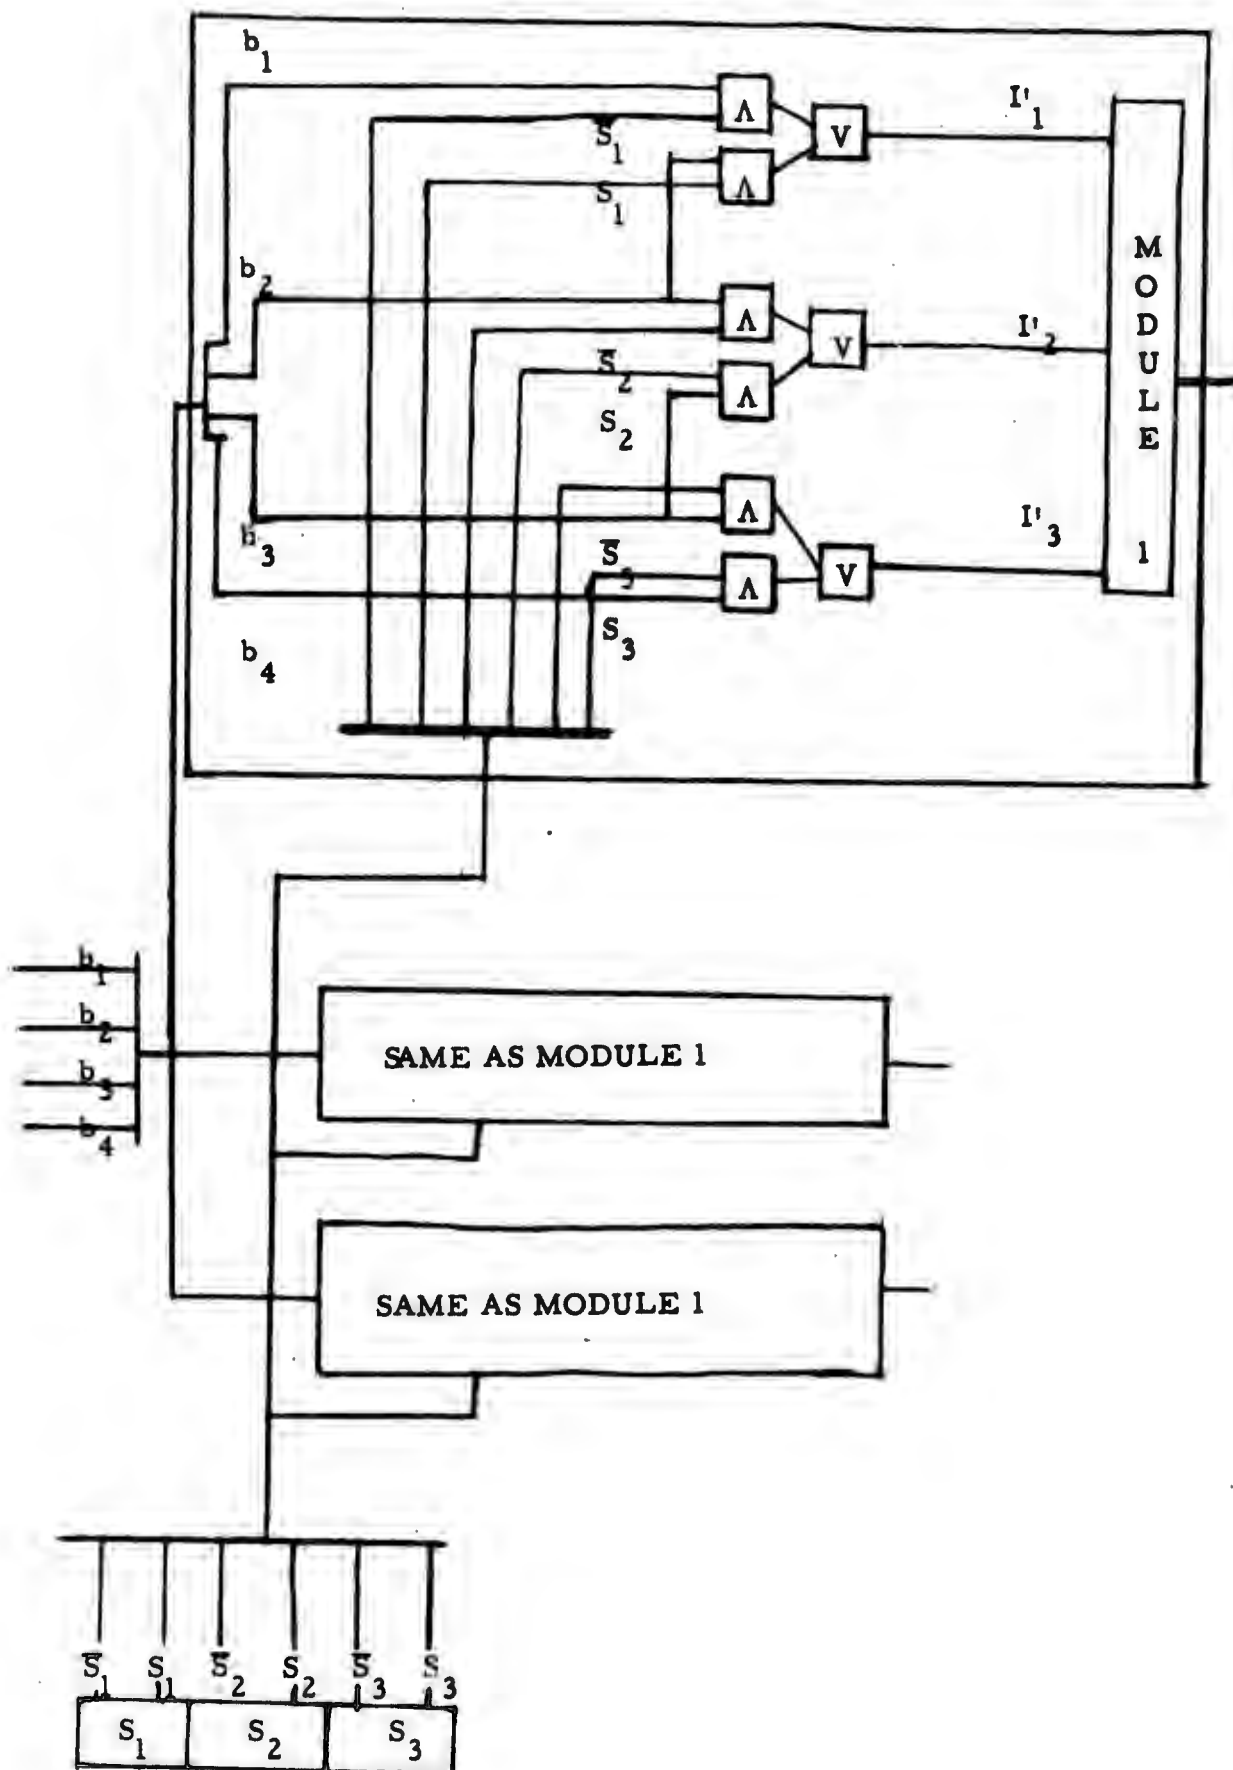 b1
Λ
I'1
S̅1
V
Λ
S1
M
O
D
U
L
E
1
b2
Λ
I'2
V
S̅2
Λ
S2
Λ
I'3
b3
S̅3
Λ
V
S3
b4
b1
b2
SAME AS MODULE 1
b3
b4
SAME AS MODULE 1
S̅1 S1 S̅2 S2 S̅3 S3
S1 S2 S3